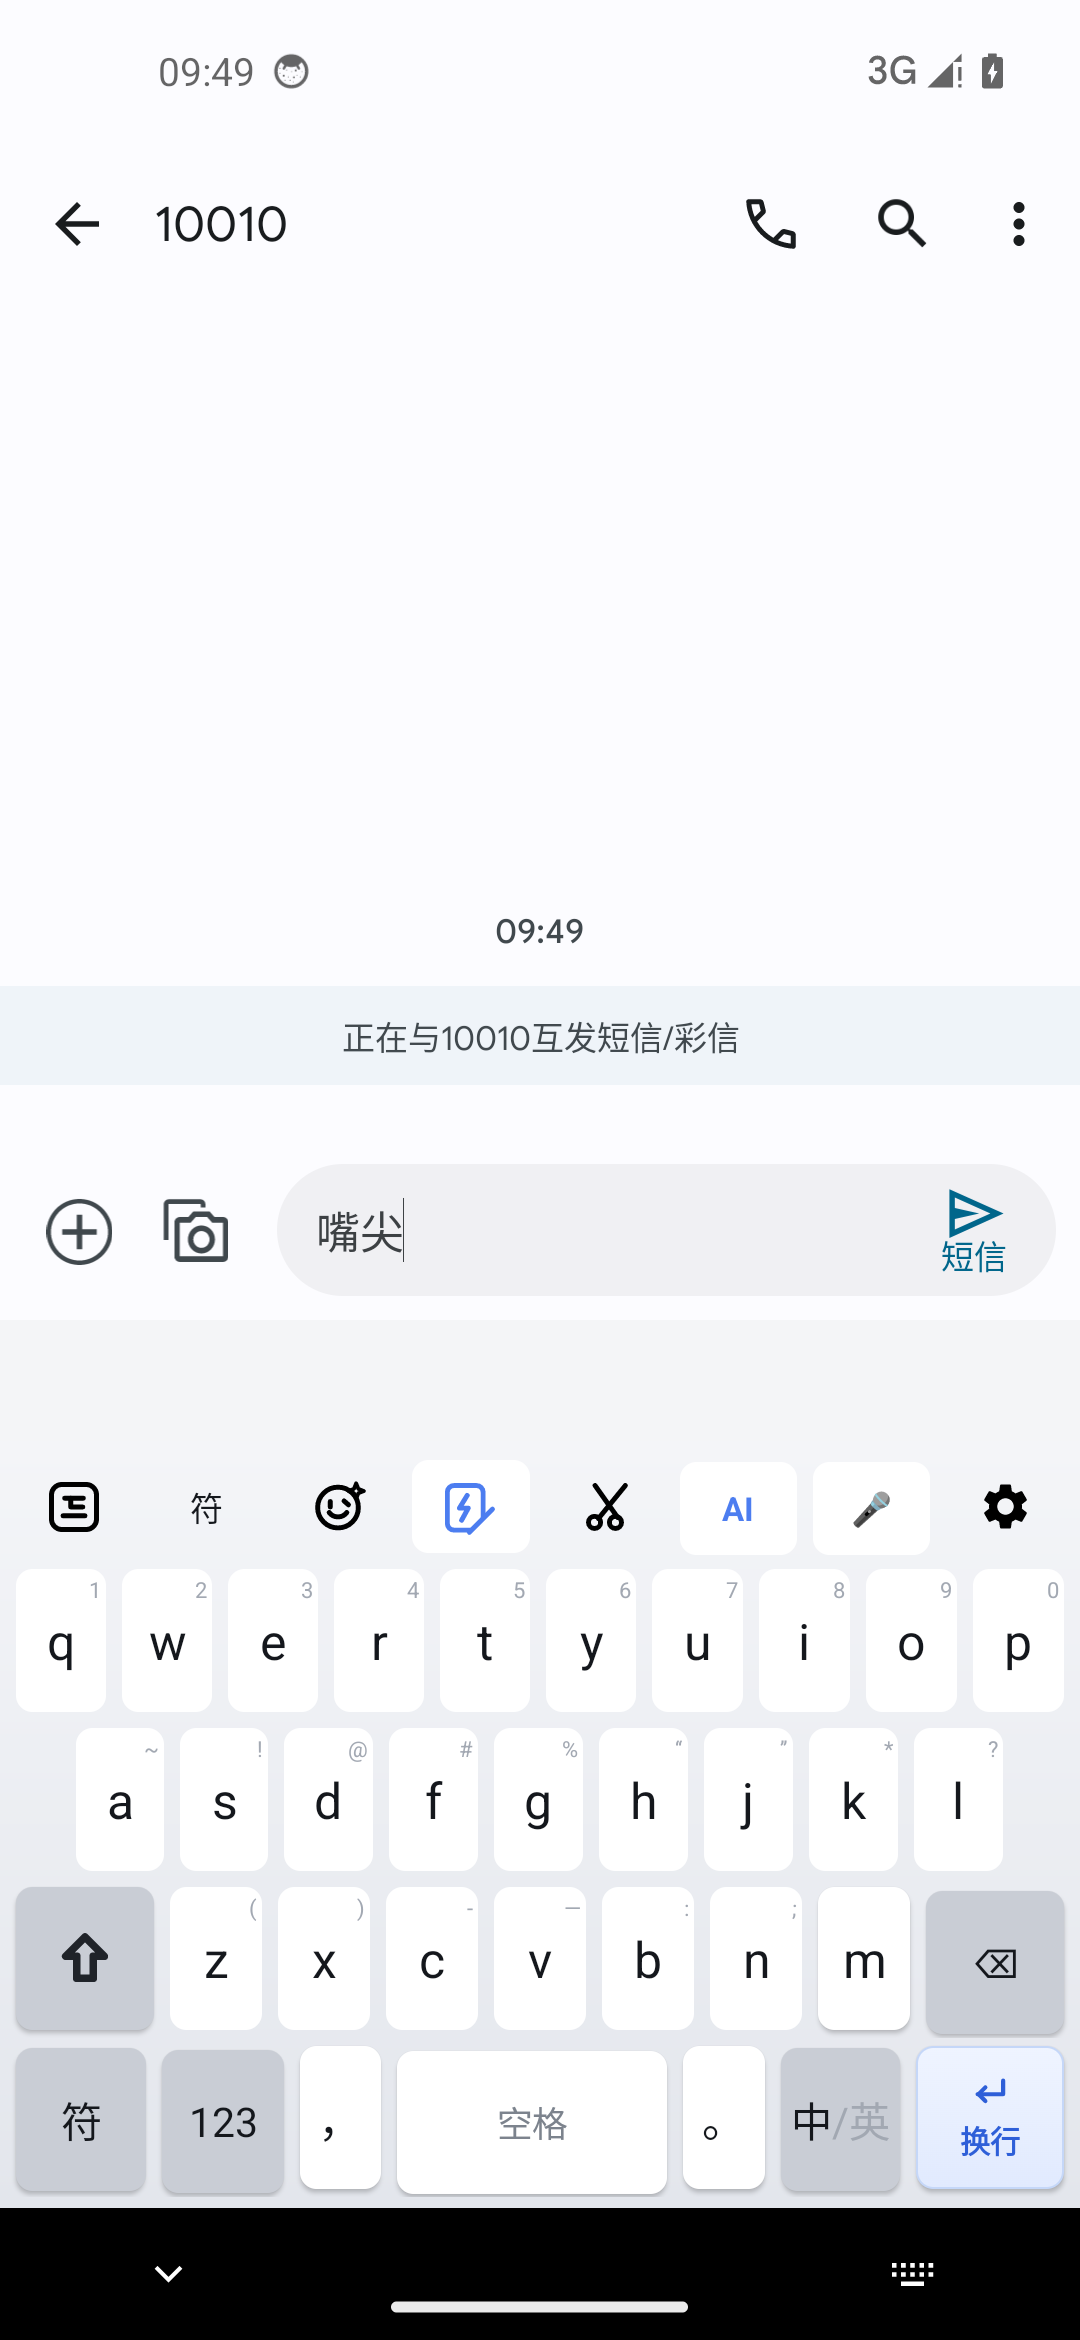 09:49 3G
10010
09:49
正在与10010互发短信/彩信
嘴尖
短信
符 AI
1 2 3 4 5 6 7 8 9 0
q w e r t y u i o p
~ ! @ # % “ ” * ?
a s d f g h j k l
( ) - — : ;
z x c v b n m
符 123 ， 空格 。 中/英 换行